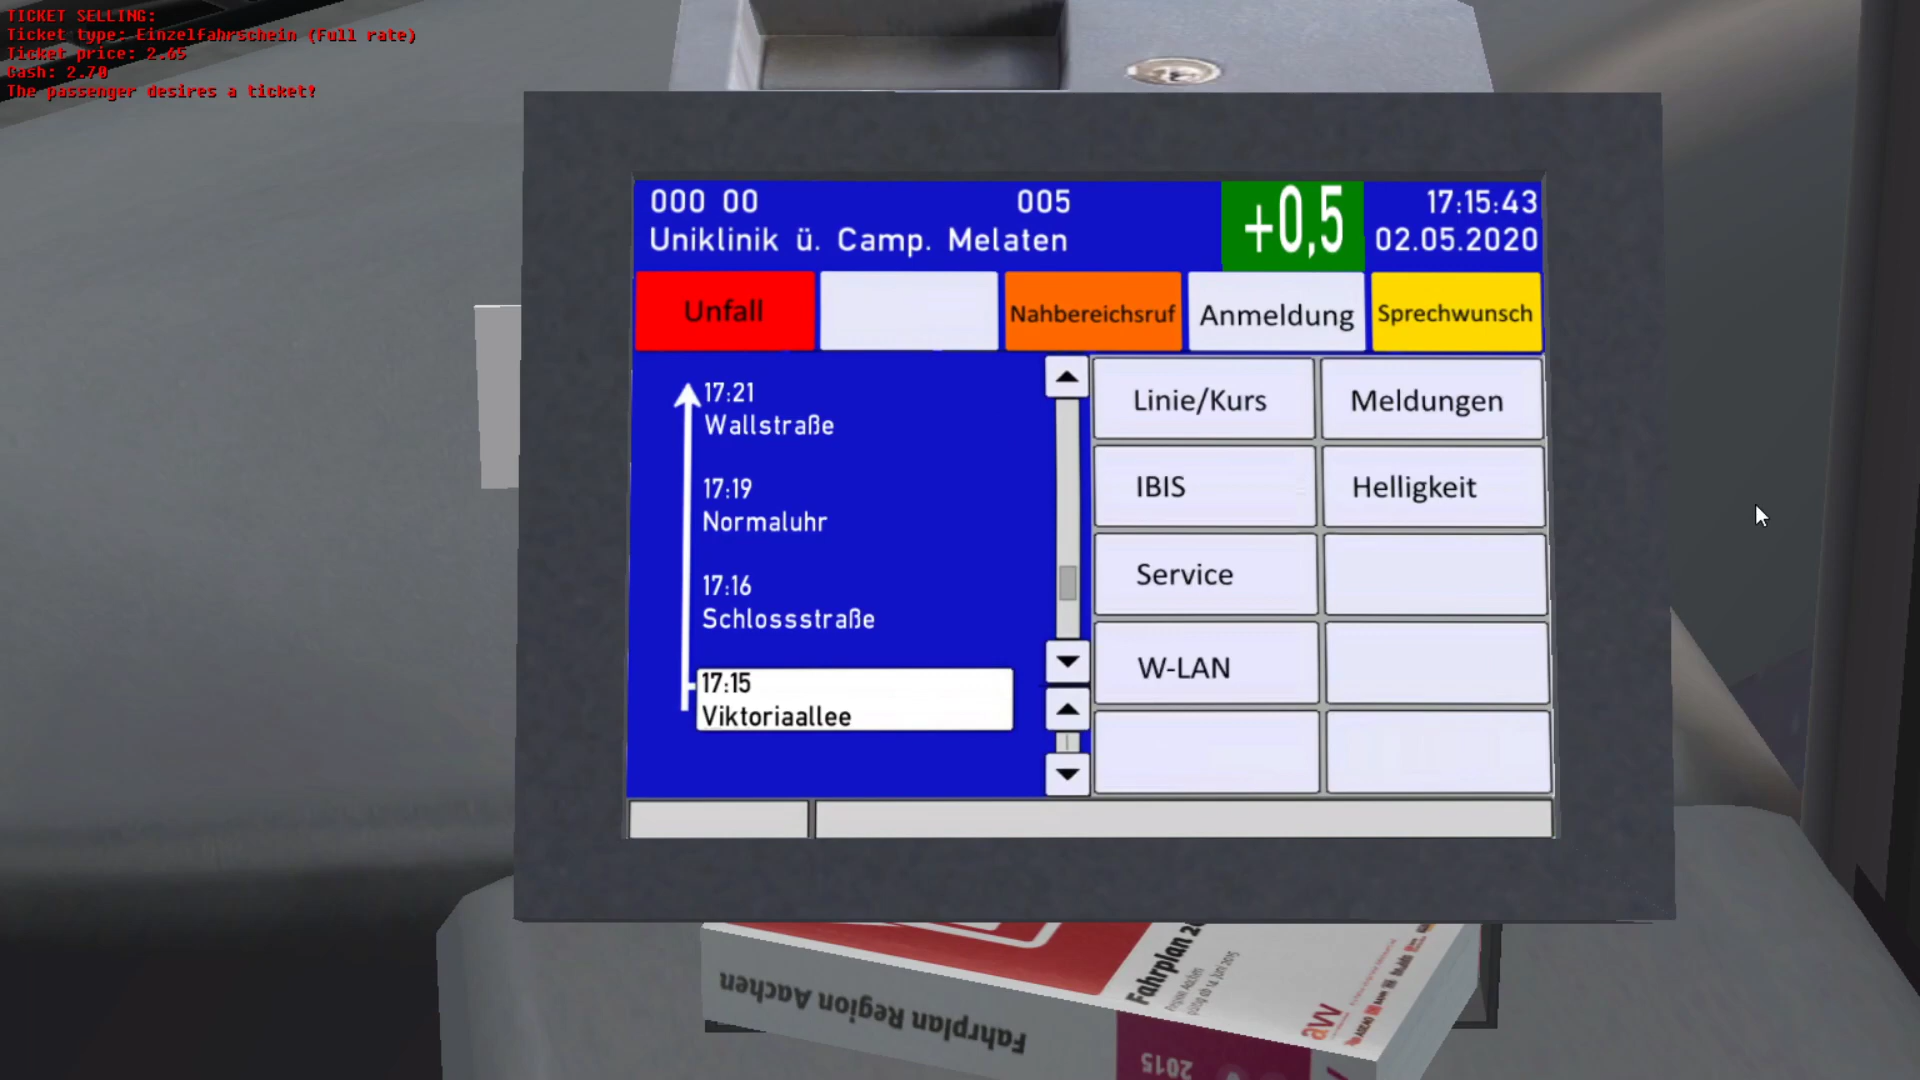 TICKET SELLING:
Ticket type: Einzelfahrschein (Full rate)
Ticket price: 2.65
Cash: 2.70
The passenger desires a ticket!
000 00
005
+0,5
17:15:43
Uniklinik ü. Camp. Melaten
02.05.2020
Unfall
Nahbereichsruf
Anmeldung
Sprechwunsch
17:21
Wallstraße
17:19
Normaluhr
17:16
Schlossstraße
17:15
Viktoriaallee
Linie/Kurs
Meldungen
IBIS
Helligkeit
Service
W-LAN
Fahrplan 20
avv
Fahrplan Region Aachen
2015